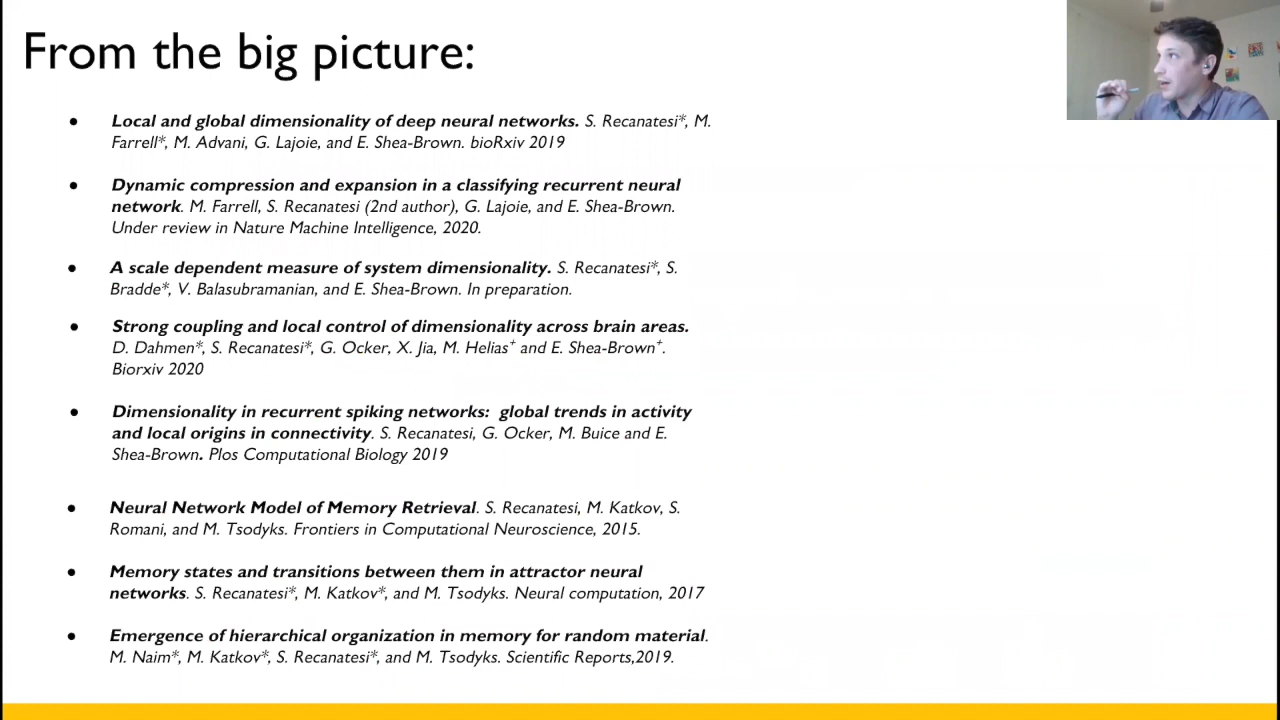 From the big picture:
● Local and global dimensionality of deep neural networks. S. Recanatesi*, M.
Farrell*, M. Advani, G. Lajoie, and E. Shea-Brown. bioRxiv 2019
● Dynamic compression and expansion in a classifying recurrent neural
network. M. Farrell, S. Recanatesi (2nd author), G. Lajoie, and E. Shea-Brown.
Under review in Nature Machine Intelligence, 2020.
● A scale dependent measure of system dimensionality. S. Recanatesi*, S.
Bradde*, V. Balasubramanian, and E. Shea-Brown. In preparation.
● Strong coupling and local control of dimensionality across brain areas.
D. Dahmen*, S. Recanatesi*, G. Ocker, X. Jia, M. Helias⁺ and E. Shea-Brown⁺.
Biorxiv 2020
● Dimensionality in recurrent spiking networks: global trends in activity
and local origins in connectivity. S. Recanatesi, G. Ocker, M. Buice and E.
Shea-Brown. Plos Computational Biology 2019
● Neural Network Model of Memory Retrieval. S. Recanatesi, M. Katkov, S.
Romani, and M. Tsodyks. Frontiers in Computational Neuroscience, 2015.
● Memory states and transitions between them in attractor neural
networks. S. Recanatesi*, M. Katkov*, and M. Tsodyks. Neural computation, 2017
● Emergence of hierarchical organization in memory for random material.
M. Naim*, M. Katkov*, S. Recanatesi*, and M. Tsodyks. Scientific Reports,2019.